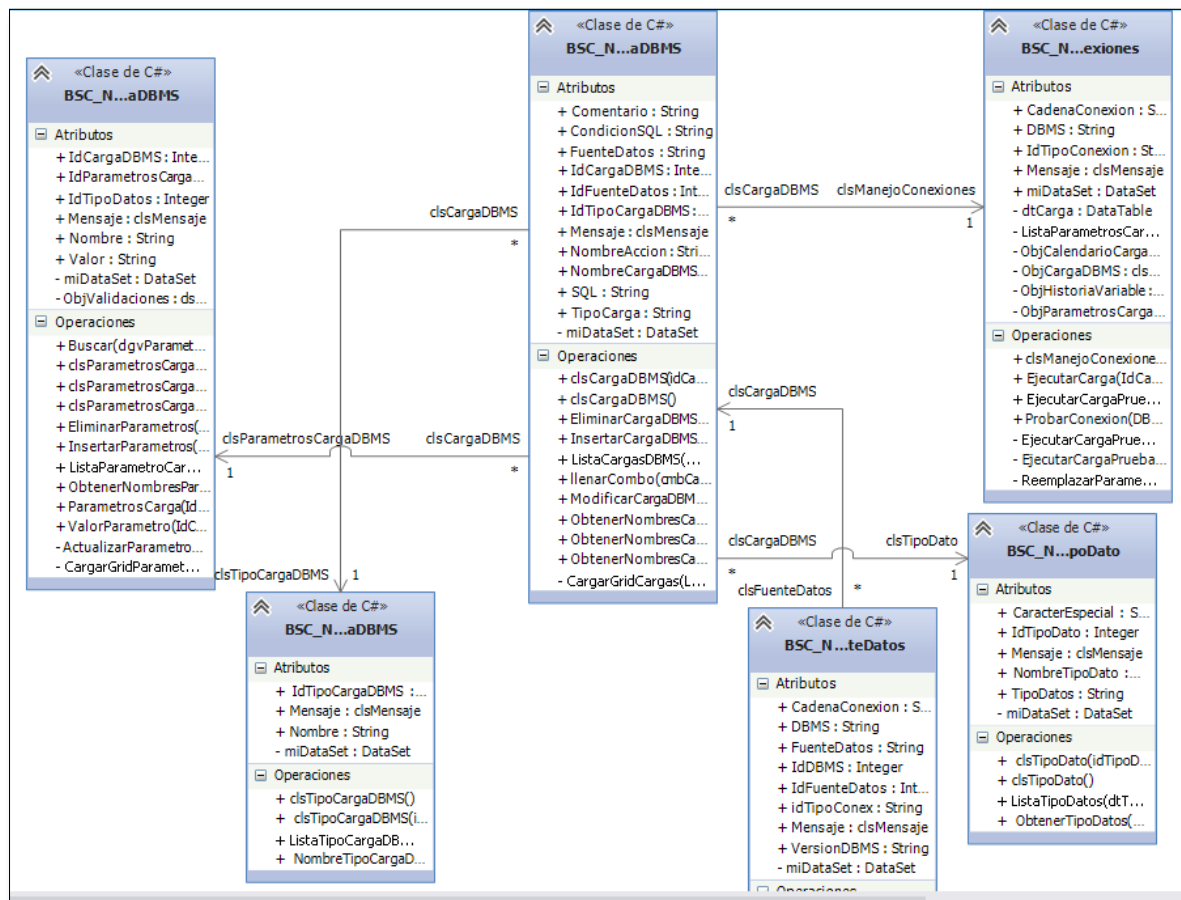 «Clase de C#»
BSC_N...aDBMS
Atributos
+ IdCargaDBMS : Inte...
+ IdParametrosCarga...
+ IdTipoDatos : Integer
+ Mensaje : clsMensaje
+ Nombre : String
+ Valor : String
- miDataSet : DataSet
- ObjValidaciones : ds...
Operaciones
+ Buscar(dgvParamet...
+ clsParametrosCarga...
+ clsParametrosCarga...
+ clsParametrosCarga...
+ EliminarParametros(...
+ InsertarParametros(...
+ ListaParametroCar...
+ ObtenerNombresPar...
+ ParametrosCarga(Id...
+ ValorParametro(IdC...
- ActualizarParametro...
- CargarGridParamet...
«Clase de C#»
BSC_N...aDBMS
Atributos
+ Comentario : String
+ CondicionSQL : String
+ FuenteDatos : String
+ IdCargaDBMS : Inte...
+ IdFuenteDatos : Int...
+ IdTipoCargaDBMS : ...
+ Mensaje : clsMensaje
+ NombreAccion : Stri...
+ NombreCargaDBMS...
+ SQL : String
+ TipoCarga : String
- miDataSet : DataSet
Operaciones
+ clsCargaDBMS(idCa...
+ clsCargaDBMS()
+ EliminarCargaDBMS...
+ InsertarCargaDBMS...
+ ListaCargasDBMS(...
+ llenarCombo(cmbCa...
+ ModificarCargaDBM...
+ ObtenerNombresCa...
+ ObtenerNombresCa...
+ ObtenerNombresCa...
- CargarGridCargas(L...
«Clase de C#»
BSC_N...exiones
Atributos
+ CadenaConexion : S...
+ DBMS : String
+ IdTipoConexion : St...
+ Mensaje : clsMensaje
+ miDataSet : DataSet
- dtCarga : DataTable
- ListaParametrosCar...
- ObjCalendarioCarga...
- ObjCargaDBMS : cls...
- ObjHistoriaVariable : ...
- ObjParametrosCarga...
Operaciones
+ clsManejoConexione...
+ EjecutarCarga(IdCa...
+ EjecutarCargaPrue...
+ ProbarConexion(DB...
- EjecutarCargaPrue...
- EjecutarCargaPrueba...
- ReemplazarParame...
clsCargaDBMS
*
clsCargaDBMS clsManejoConexiones
* 1
clsCargaDBMS
1
clsParametrosCargaDBMS clsCargaDBMS
1 *
clsCargaDBMS clsTipoDato
* 1
clsFuenteDatos *
clsTipoCargaDBMS 1
«Clase de C#»
BSC_N...aDBMS
Atributos
+ IdTipoCargaDBMS : ...
+ Mensaje : clsMensaje
+ Nombre : String
- miDataSet : DataSet
Operaciones
+ clsTipoCargaDBMS()
+ clsTipoCargaDBMS(i...
+ ListaTipoCargaDB...
+ NombreTipoCargaD...
«Clase de C#»
BSC_N...teDatos
Atributos
+ CadenaConexion : S...
+ DBMS : String
+ FuenteDatos : String
+ IdDBMS : Integer
+ IdFuenteDatos : Int...
+ idTipoConex : String
+ Mensaje : clsMensaje
+ VersionDBMS : String
- miDataSet : DataSet
Operaciones
«Clase de C#»
BSC_N...poDato
Atributos
+ CaracterEspecial : S...
+ IdTipoDato : Integer
+ Mensaje : clsMensaje
+ NombreTipoDato : ...
+ TipoDatos : String
- miDataSet : DataSet
Operaciones
+ clsTipoDato(idTipoD...
+ clsTipoDato()
+ ListaTipoDatos(dtT...
+ ObtenerTipoDatos(...